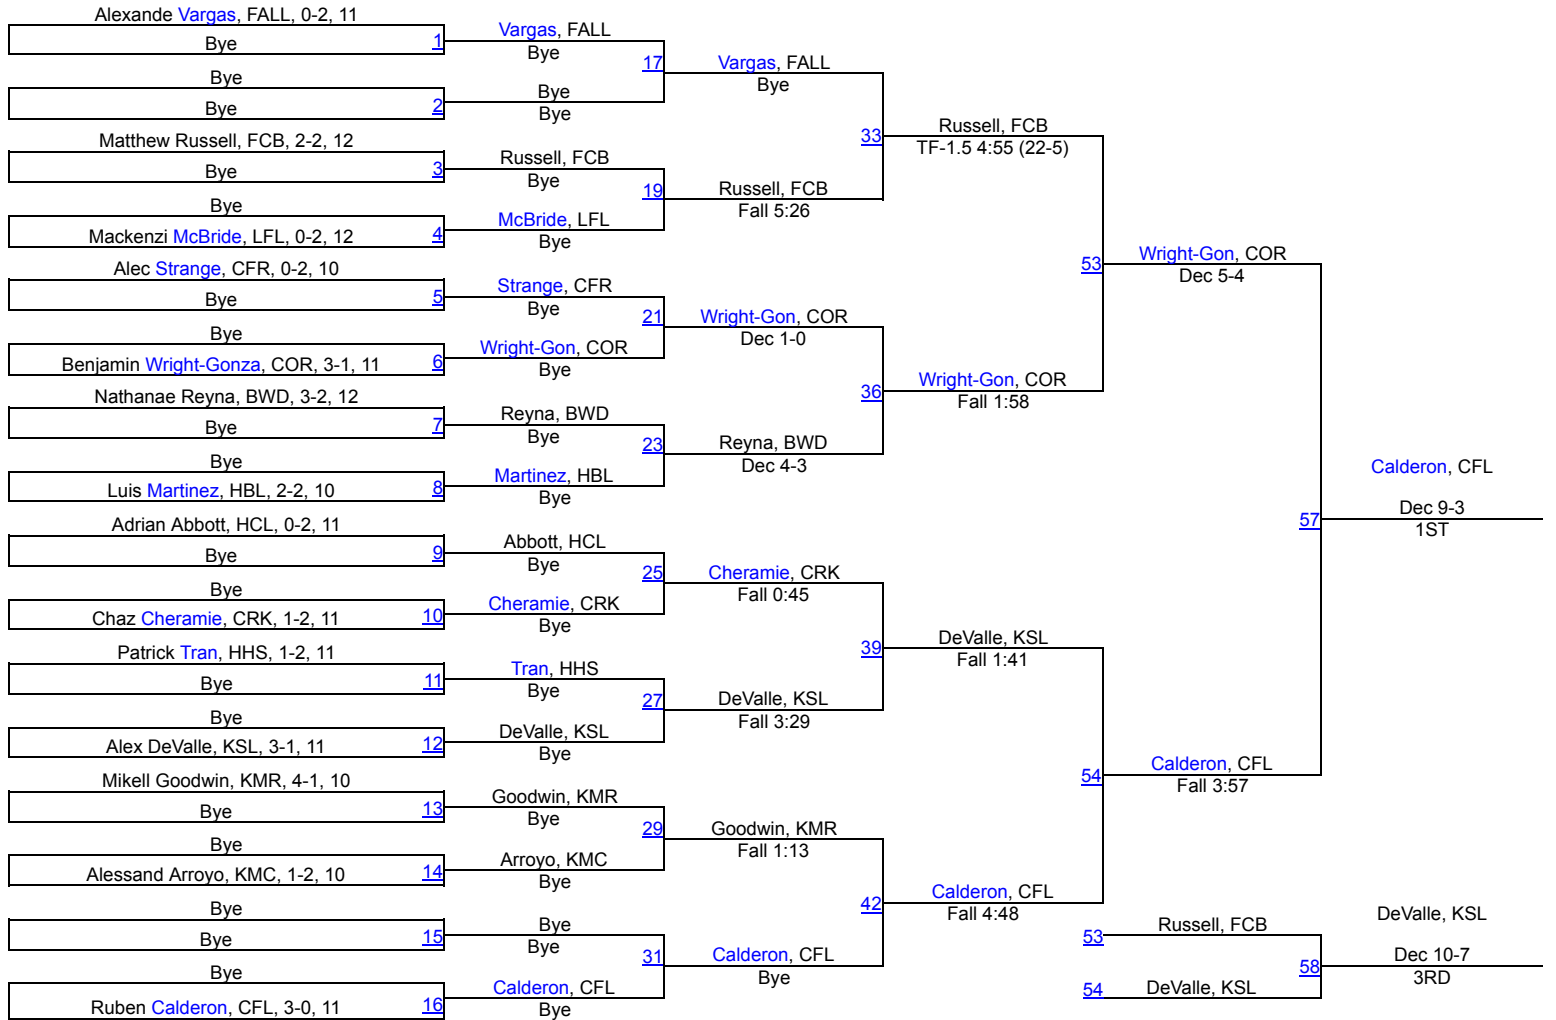 Alexande Vargas, FALL, 0-2, 11
Bye
1
Bye
Bye
2
Matthew Russell, FCB, 2-2, 12
Bye
3
Bye
Mackenzi McBride, LFL, 0-2, 12
4
Alec Strange, CFR, 0-2, 10
Bye
5
Bye
Benjamin Wright-Gonza, COR, 3-1, 11
6
Nathanae Reyna, BWD, 3-2, 12
Bye
7
Bye
Luis Martinez, HBL, 2-2, 10
8
Adrian Abbott, HCL, 0-2, 11
Bye
9
Bye
Chaz Cheramie, CRK, 1-2, 11
10
Patrick Tran, HHS, 1-2, 11
Bye
11
Bye
Alex DeValle, KSL, 3-1, 11
12
Mikell Goodwin, KMR, 4-1, 10
Bye
13
Bye
Alessand Arroyo, KMC, 1-2, 10
14
Bye
Bye
15
Bye
Ruben Calderon, CFL, 3-0, 11
16
Vargas, FALL
Bye
17
Bye
Bye
Russell, FCB
Bye
19
McBride, LFL
Bye
Strange, CFR
Bye
21
Wright-Gon, COR
Bye
Reyna, BWD
Bye
23
Martinez, HBL
Bye
Abbott, HCL
Bye
25
Cheramie, CRK
Bye
Tran, HHS
Bye
27
DeValle, KSL
Bye
Goodwin, KMR
Bye
29
Arroyo, KMC
Bye
Bye
Bye
31
Calderon, CFL
Bye
Vargas, FALL
Bye
33
Russell, FCB
Fall 5:26
Wright-Gon, COR
Dec 1-0
36
Reyna, BWD
Dec 4-3
Cheramie, CRK
Fall 0:45
39
DeValle, KSL
Fall 3:29
Goodwin, KMR
Fall 1:13
42
Calderon, CFL
Bye
Russell, FCB
TF-1.5 4:55 (22-5)
53
Wright-Gon, COR
Fall 1:58
DeValle, KSL
Fall 1:41
54
Calderon, CFL
Fall 4:48
Wright-Gon, COR
Dec 5-4
57
Calderon, CFL
Fall 3:57
Calderon, CFL
Dec 9-3
1ST
53
Russell, FCB
58
54
DeValle, KSL
DeValle, KSL
Dec 10-7
3RD